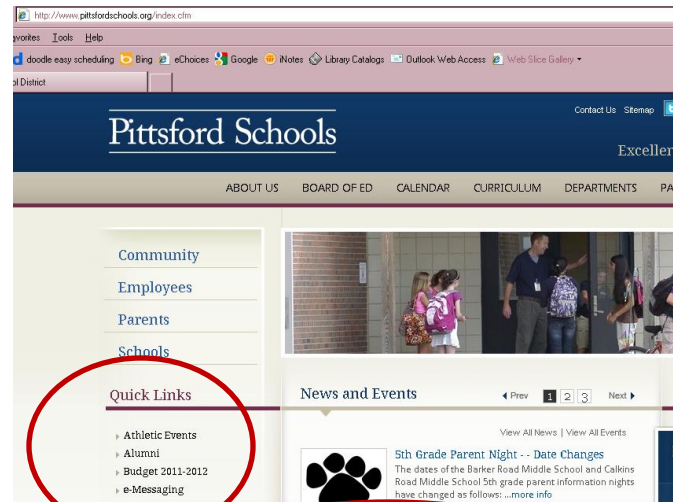 http://www.pittsfordschools.org/index.cfm
Tools Help
doodle easy scheduling Bing eChoices Google iNotes Library Catalogs Outlook Web Access Web Slice Gallery
District
Contact Us Sitemap
Pittsford Schools
ABOUT US BOARD OF ED CALENDAR CURRICULUM DEPARTMENTS
Community
Employees
Parents
Schools
Quick Links
Athletic Events
Alumni
Budget 2011-2012
e-Messaging
News and Events
Prev 1 2 3 Next
View All News | View All Events
5th Grade Parent Night - - Date Changes
The dates of the Barker Road Middle School and Calkins
Road Middle School 5th grade parent information nights
have changed as follows: ...more info